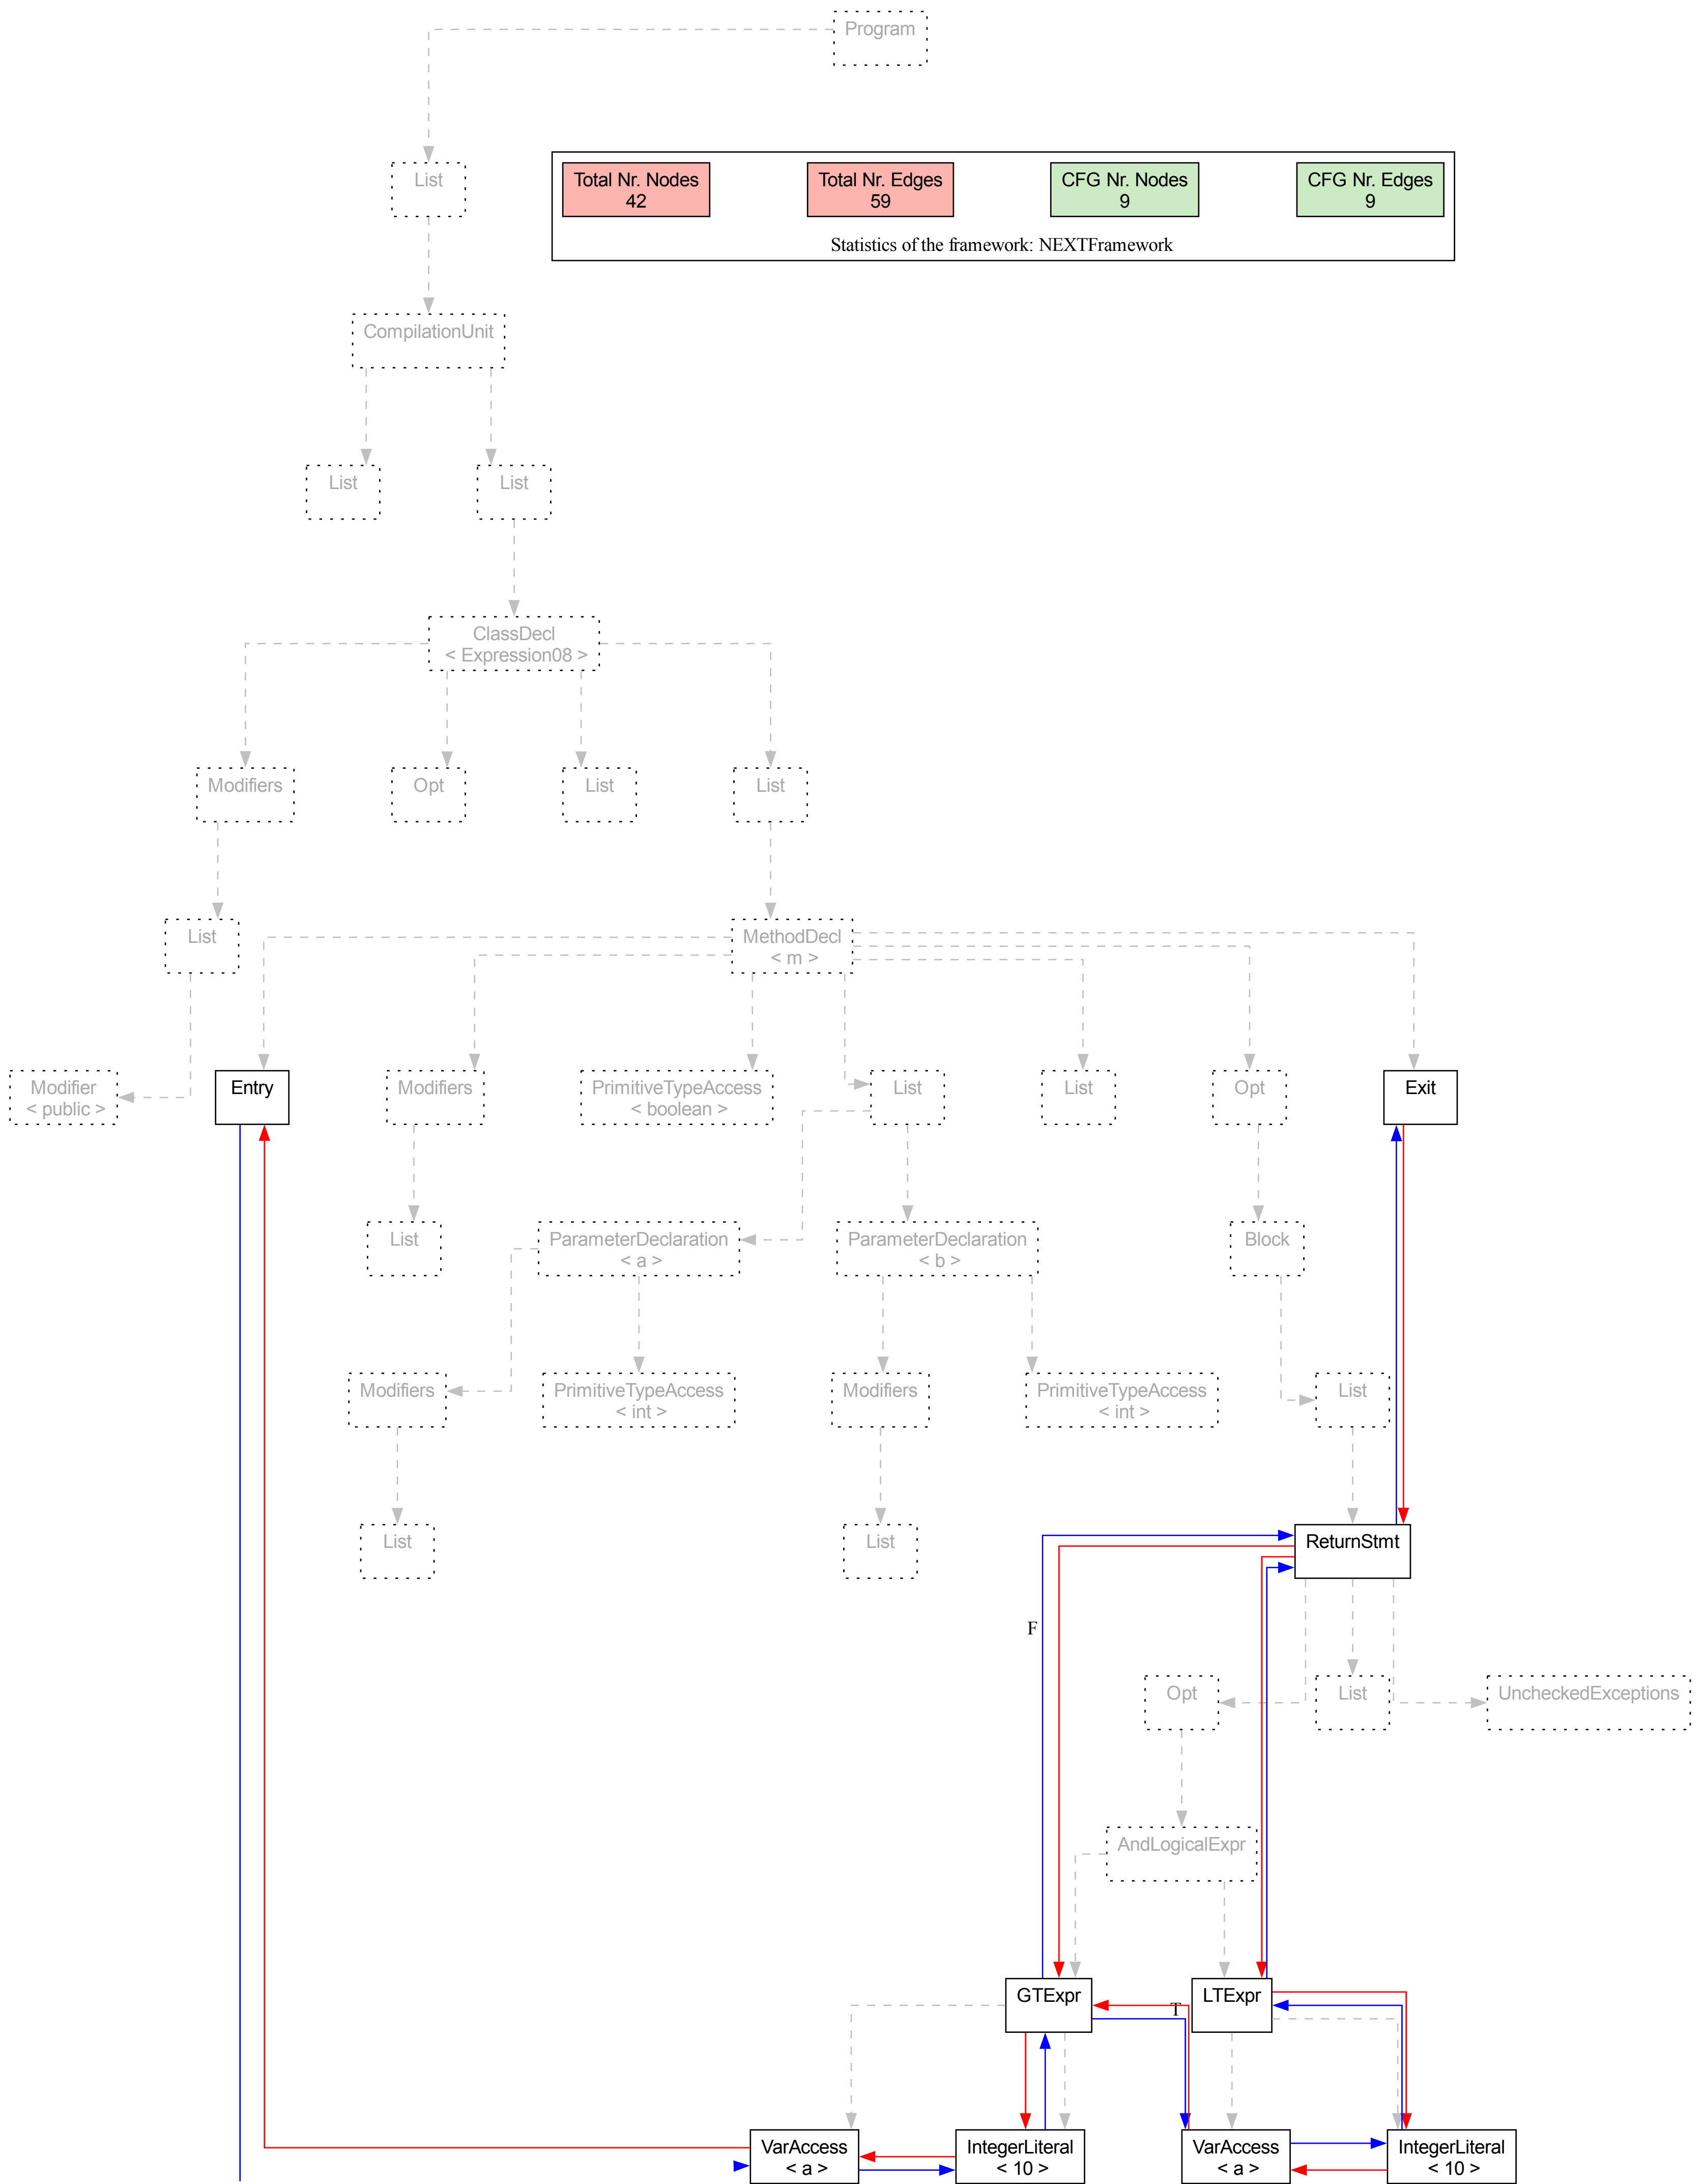 Program
List
Total Nr. Nodes
42
Total Nr. Edges
59
CFG Nr. Nodes
9
CFG Nr. Edges
9
Statistics of the framework: NEXTFramework
CompilationUnit
List
List
ClassDecl
< Expression08 >
Modifiers
Opt
List
List
List
MethodDecl
< m >
Modifier
< public >
Entry
Modifiers
PrimitiveTypeAccess
< boolean >
List
List
Opt
Exit
List
ParameterDeclaration
< a >
ParameterDeclaration
< b >
Block
Modifiers
PrimitiveTypeAccess
< int >
Modifiers
PrimitiveTypeAccess
< int >
List
List
List
ReturnStmt
F
Opt
List
UncheckedExceptions
AndLogicalExpr
GTExpr
T
LTExpr
VarAccess
< a >
IntegerLiteral
< 10 >
VarAccess
< a >
IntegerLiteral
< 10 >